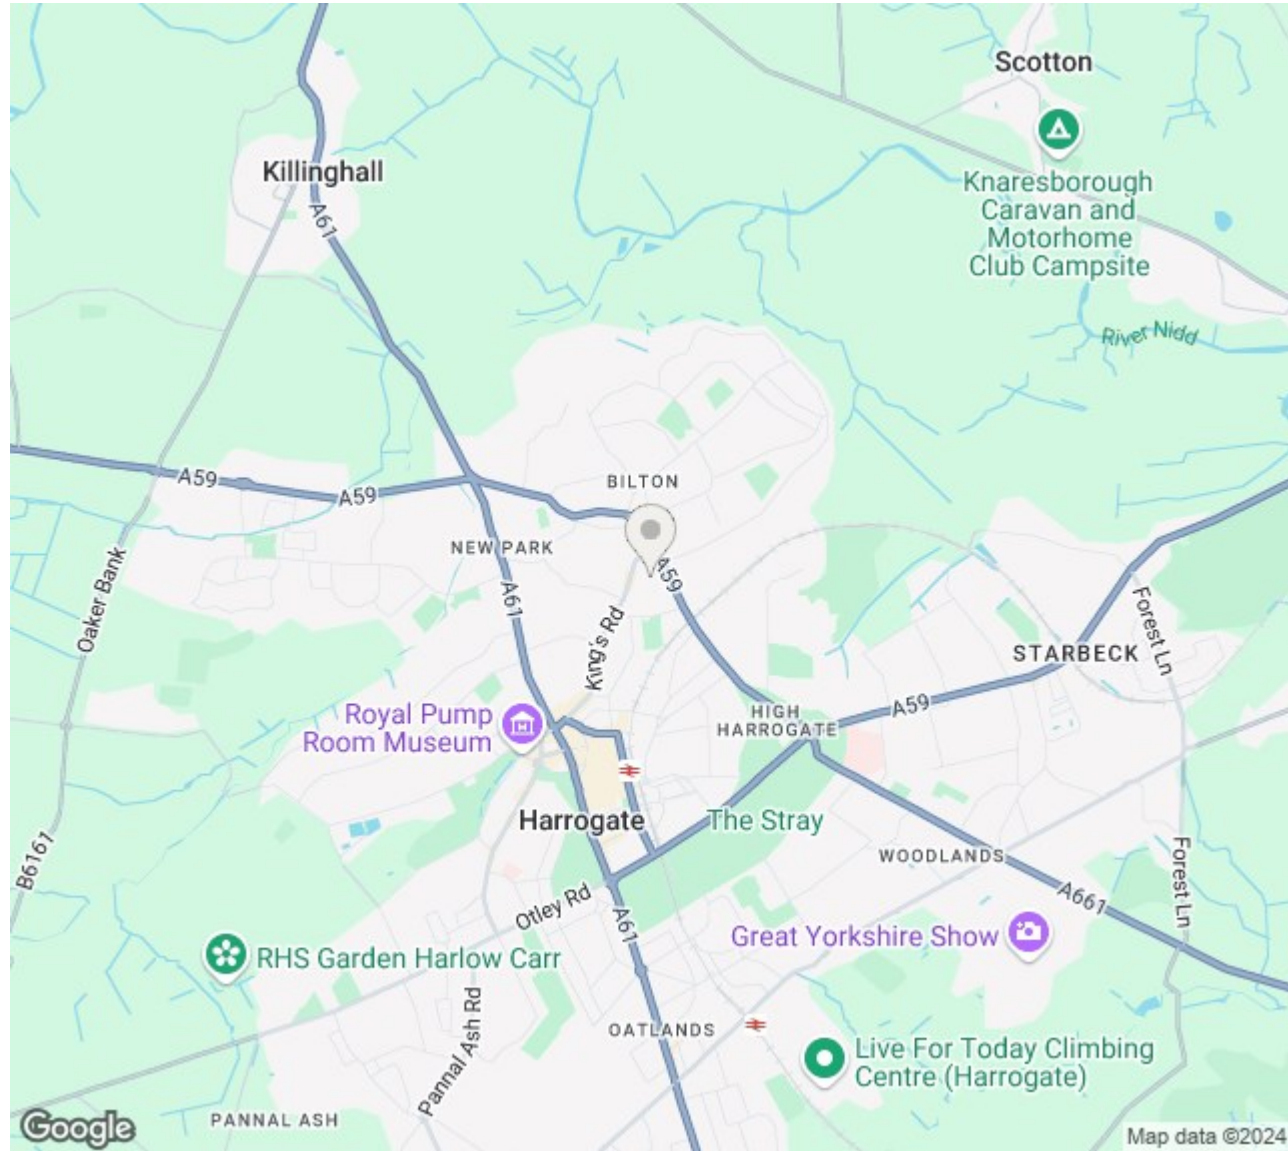 Scotton
Knaresborough
Caravan and
Motorhome
Club Campsite
Killinghall
A61
River Nidd
BILTON
A59
A59
NEW PARK
A59
A61
Oaker Bank
King's Rd
Forest Ln
STARBECK
A59
HIGH
HARROGATE
Royal Pump
Room Museum
Harrogate
The Stray
WOODLANDS
B6161
Forest Ln
A661
Otley Rd
A61
Great Yorkshire Show
RHS Garden Harlow Carr
Pannal Ash Rd
OATLANDS
Live For Today Climbing
Centre (Harrogate)
PANNAL ASH
Google
Map data ©2024